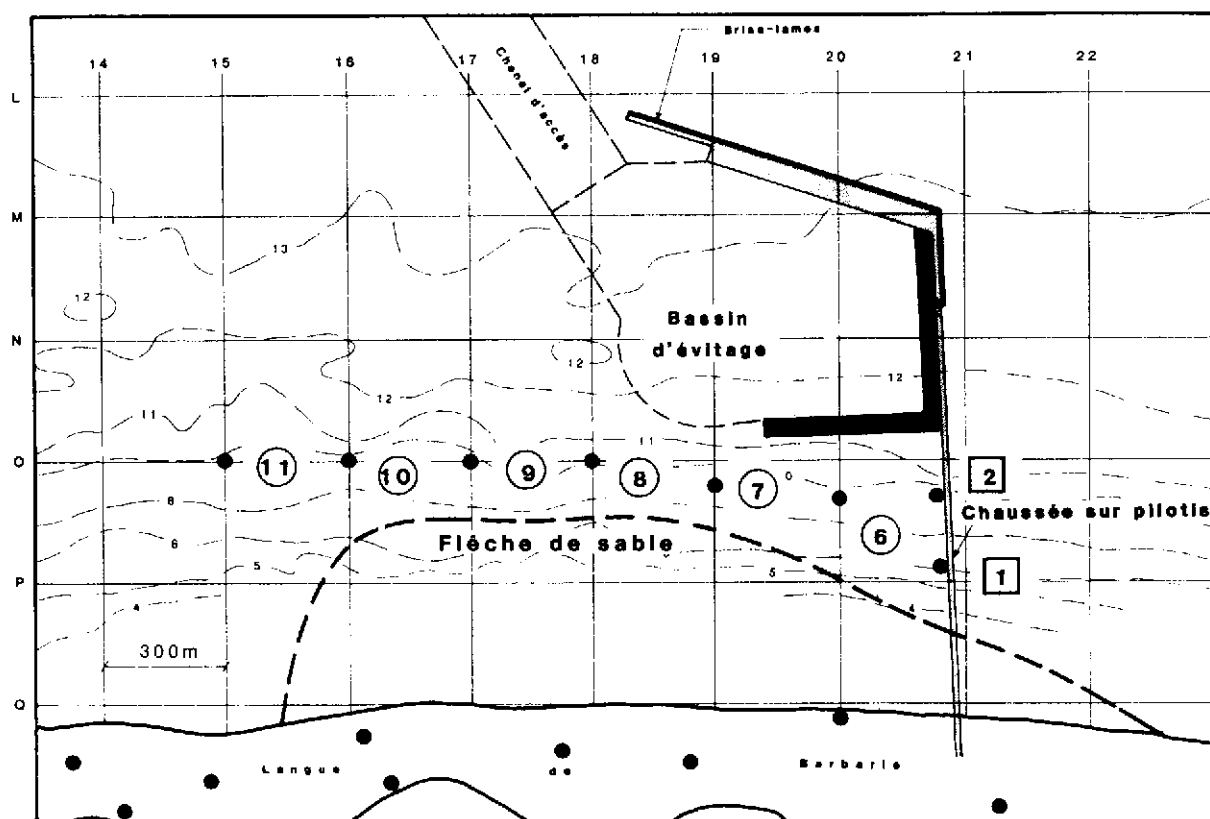 Brise-lames
14 15 16 17 18 19 20 21 22
Chenal d'accès
L
M
13
12
Bassin
d'évitage
N
12
12
12
11
11
O
11 10 9 8 7 6
2
8
Chaussée sur pilotis
6
Flêche de sable
5
5
1
P
4
4
300m
Q
Langue de Barbarie